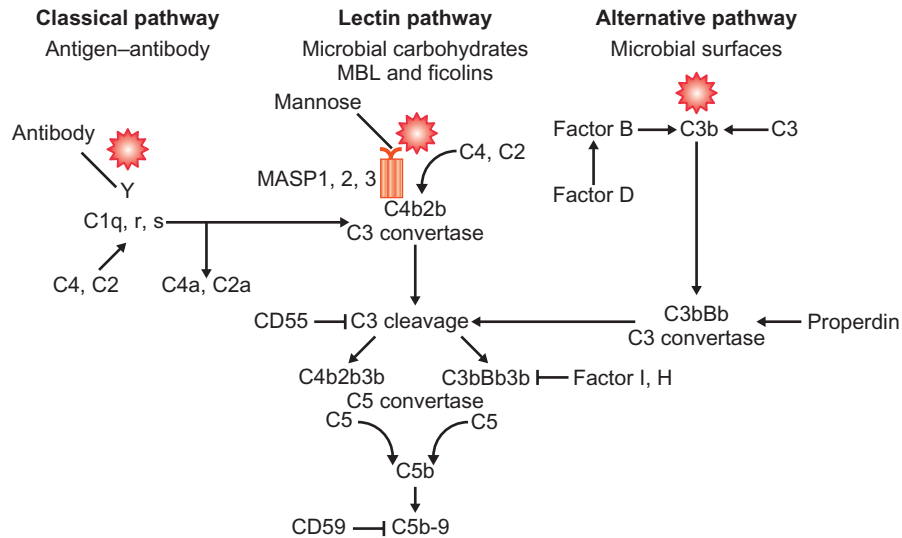 Classical pathway
Antigen–antibody
Lectin pathway
Microbial carbohydrates
MBL and ficolins
Alternative pathway
Microbial surfaces
Mannose
Antibody
Y
C1q, r, s
C4, C2
C4a, C2a
MASP1, 2, 3
C4, C2
C4b2b
C3 convertase
Factor B
C3b
C3
Factor D
C3bBb
C3 convertase
Properdin
CD55
C3 cleavage
C4b2b3b
C3bBb3b
Factor I, H
C5 convertase
C5
C5
C5b
CD59
C5b-9